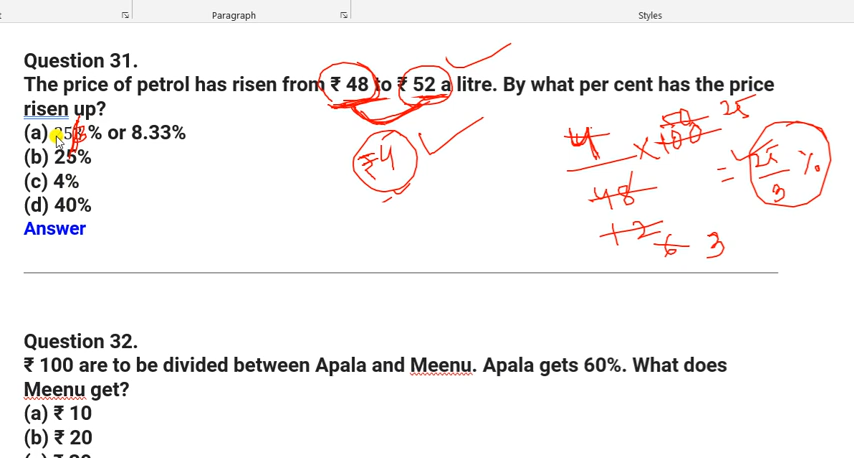 Paragraph
Styles
Question 31.
The price of petrol has risen from ₹ 48 to ₹ 52 a litre. By what per cent has the price
risen up?
(a) % or 8.33%
(b) 25%
(c) 4%
(d) 40%
Answer
₹4
4 × 100 50 25
48
12 6 3
= 25/3 %
Question 32.
₹ 100 are to be divided between Apala and Meenu. Apala gets 60%. What does
Meenu get?
(a) ₹ 10
(b) ₹ 20